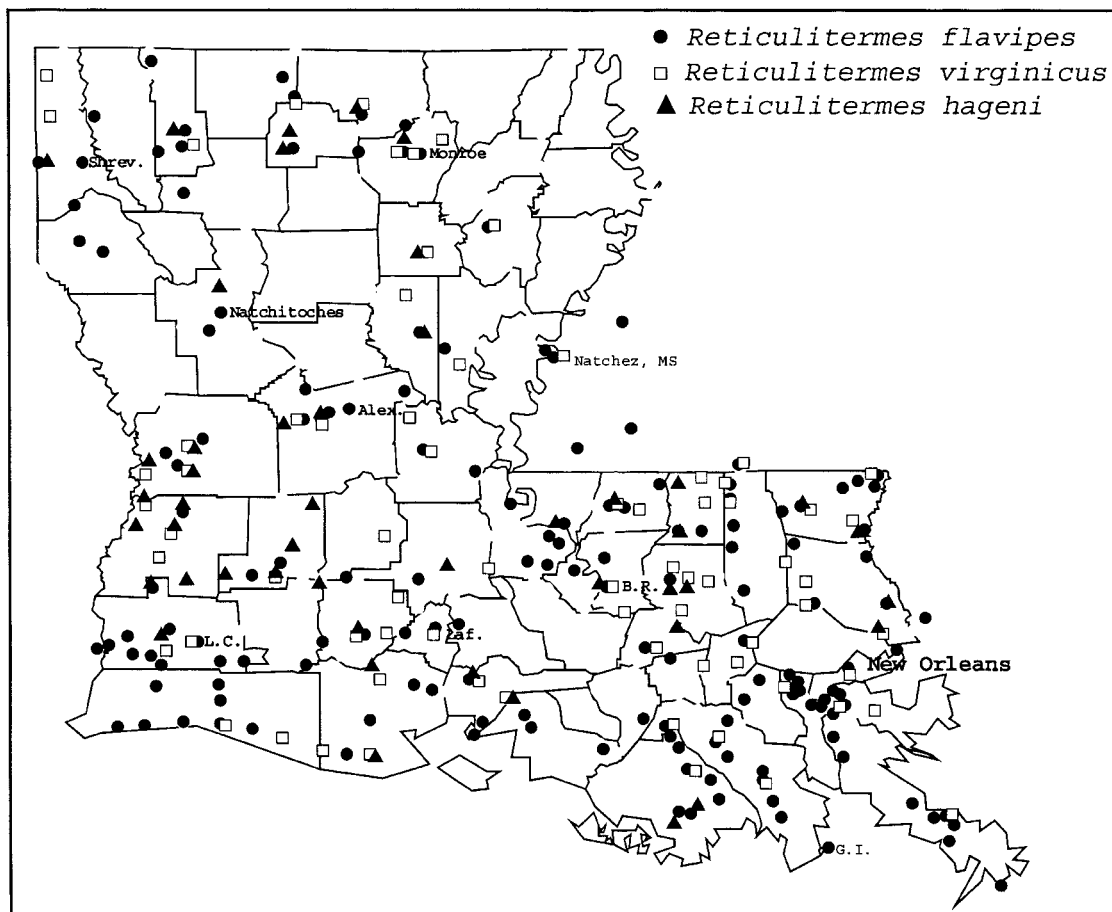 Reticulitermes flavipes
Reticulitermes virginicus
Reticulitermes hageni
Shrev.
Monroe
Natchitoches
Natchez, MS
Alex.
B.R.
L.C.
Laf.
New Orleans
G.I.